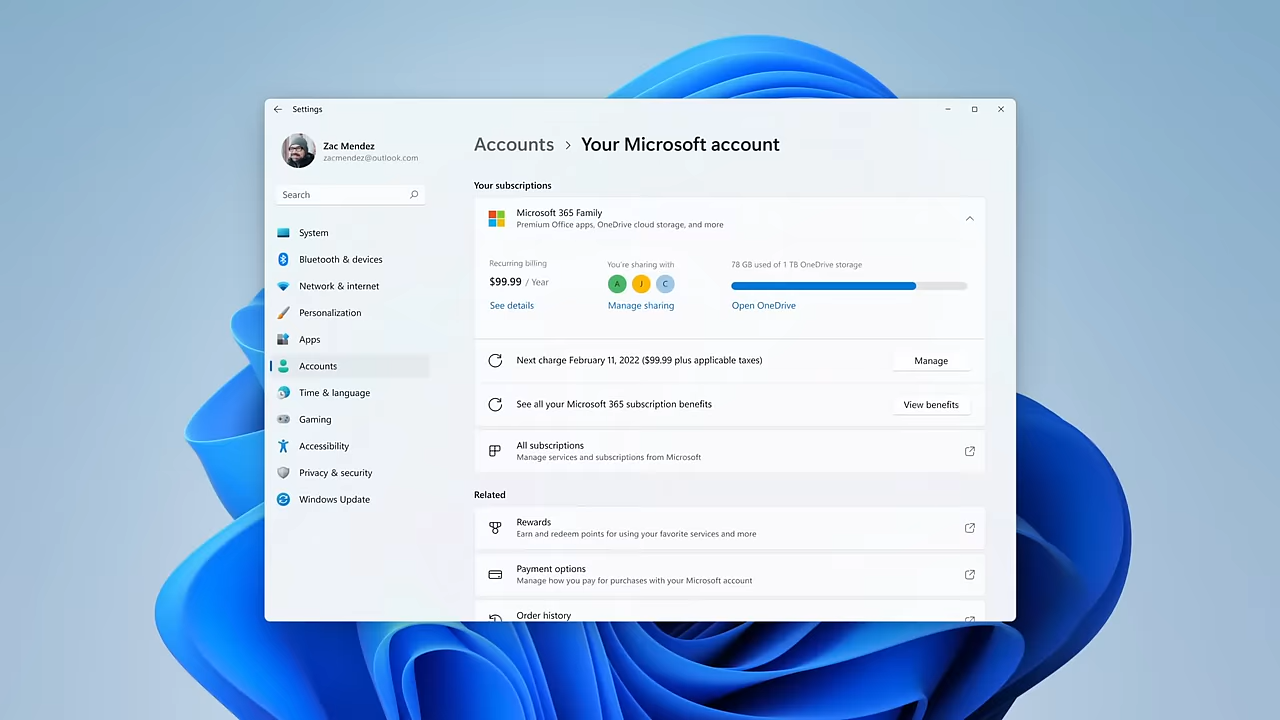 Settings
Zac Mendez
zacmendez@outlook.com
Search
System
Bluetooth & devices
Network & internet
Personalization
Apps
Accounts
Time & language
Gaming
Accessibility
Privacy & security
Windows Update
Accounts > Your Microsoft account
Your subscriptions
Microsoft 365 Family
Premium Office apps, OneDrive cloud storage, and more
Recurring billing
$99.99 / Year
See details
You're sharing with
A J C
Manage sharing
78 GB used of 1 TB OneDrive storage
Open OneDrive
Next charge February 11, 2022 ($99.99 plus applicable taxes)
Manage
See all your Microsoft 365 subscription benefits
View benefits
All subscriptions
Manage services and subscriptions from Microsoft
Related
Rewards
Earn and redeem points for using your favorite services and more
Payment options
Manage how you pay for purchases with your Microsoft account
Order history